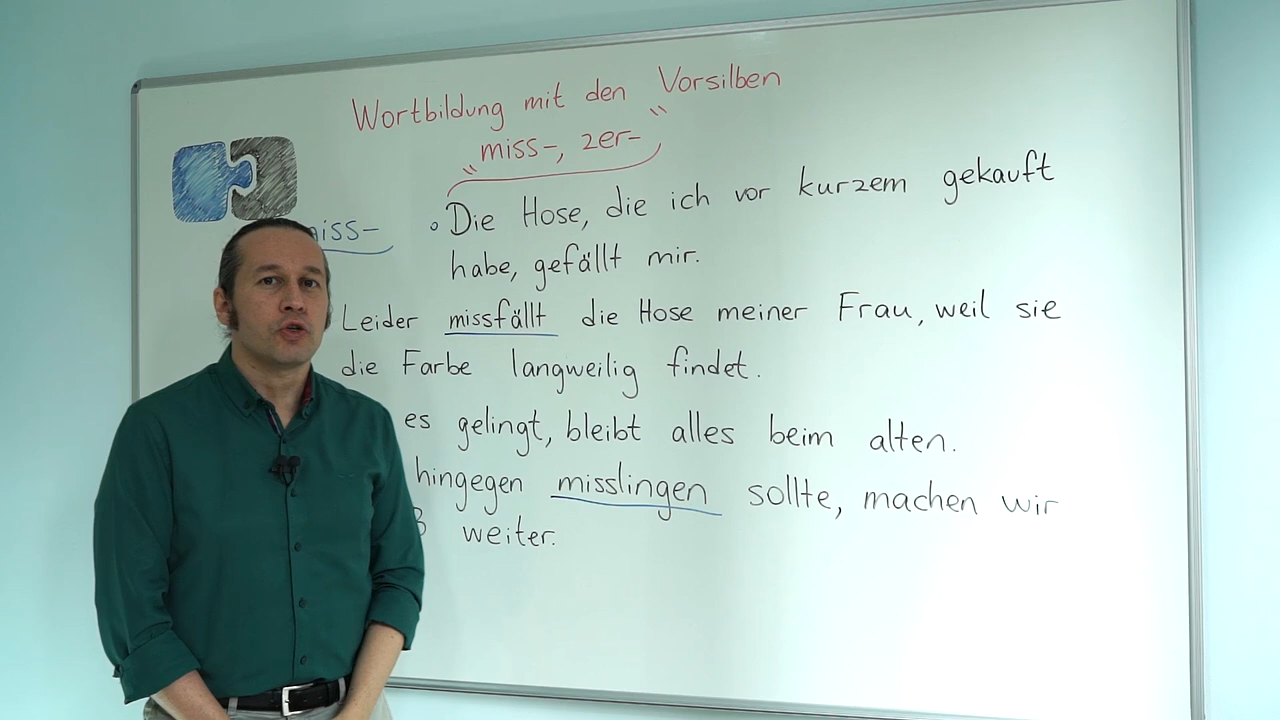 Wortbildung mit den Vorsilben
"miss-, zer-"
miss-
◦ Die Hose, die ich vor kurzem gekauft
habe, gefällt mir.
Leider missfällt die Hose meiner Frau, weil sie
die Farbe langweilig findet.
es gelingt, bleibt alles beim alten.
hingegen misslingen sollte, machen wir
weiter.